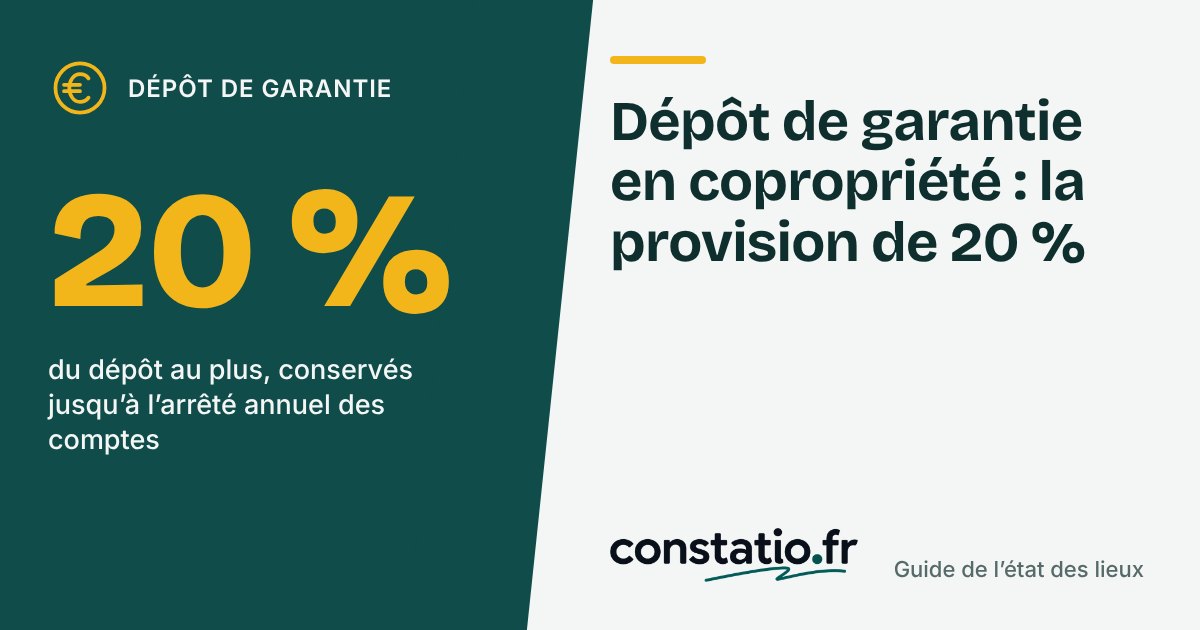 DÉPÔT DE GARANTIE
20 %
du dépôt au plus, conservés
jusqu’à l’arrêté annuel des
comptes
Dépôt de garantie
en copropriété : la
provision de 20 %
constatio.fr
Guide de l’état des lieux